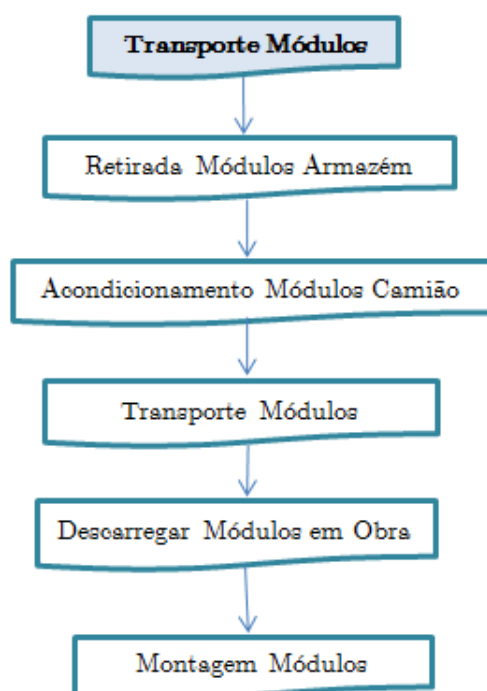 Transporte Módulos
Retirada Módulos Armazém
Acondicionamento Módulos Camião
Transporte Módulos
Descarregar Módulos em Obra
Montagem Módulos